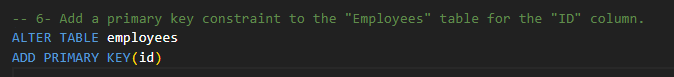 -- 6- Add a primary key constraint to the "Employees" table for the "ID" column.
ALTER TABLE employees
ADD PRIMARY KEY(id)